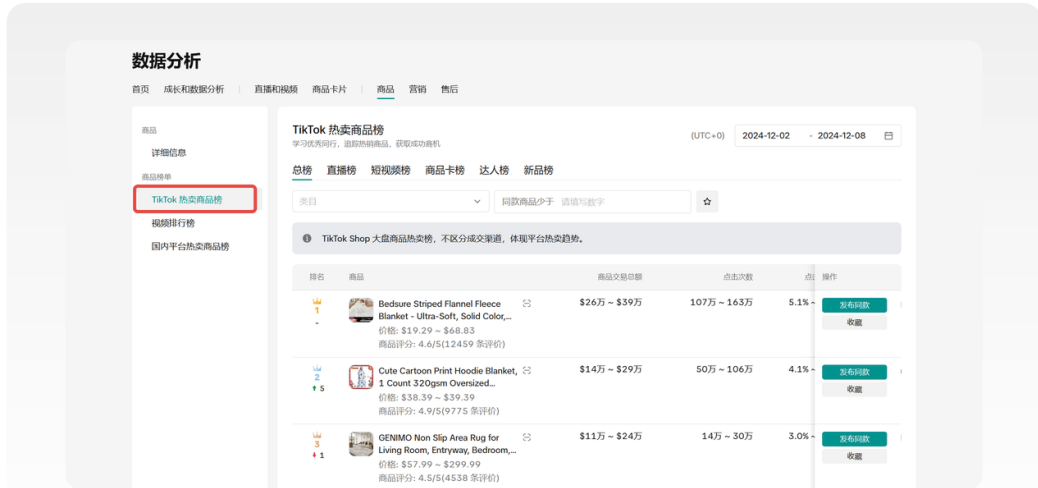 数据分析
首页 成长和数据分析 直播和视频 商品卡片 商品 营销 售后
商品
详细信息
商品榜单
TikTok 热卖商品榜
视频排行榜
国内平台热卖商品榜
TikTok 热卖商品榜
学习优秀同行，追踪热销商品，获取成功商机
(UTC+0) 2024-12-02 - 2024-12-08
总榜 直播榜 短视频榜 商品卡榜 达人榜 新品榜
类目 同款商品少于 请填写数字
TikTok Shop 大盘商品热卖榜，不区分成交渠道，体现平台热卖趋势。
排名 商品 商品交易总额 点击次数 点 操作
1
-
Bedsure Striped Flannel Fleece
Blanket - Ultra-Soft, Solid Color,...
价格: $19.29 ~ $68.83
商品评分: 4.6/5(12459 条评价)
$26万 ~ $39万 107万 ~ 163万 5.1% ~ 发布同款
收藏
2
5
Cute Cartoon Print Hoodie Blanket,
1 Count 320gsm Oversized...
价格: $38.39 ~ $39.39
商品评分: 4.9/5(9775 条评价)
$14万 ~ $29万 50万 ~ 106万 4.1% ~ 发布同款
收藏
3
1
GENIMO Non Slip Area Rug for
Living Room, Entryway, Bedroom,...
价格: $57.99 ~ $299.99
商品评分: 4.5/5(4538 条评价)
$11万 ~ $24万 14万 ~ 30万 3.0% ~ 发布同款
收藏